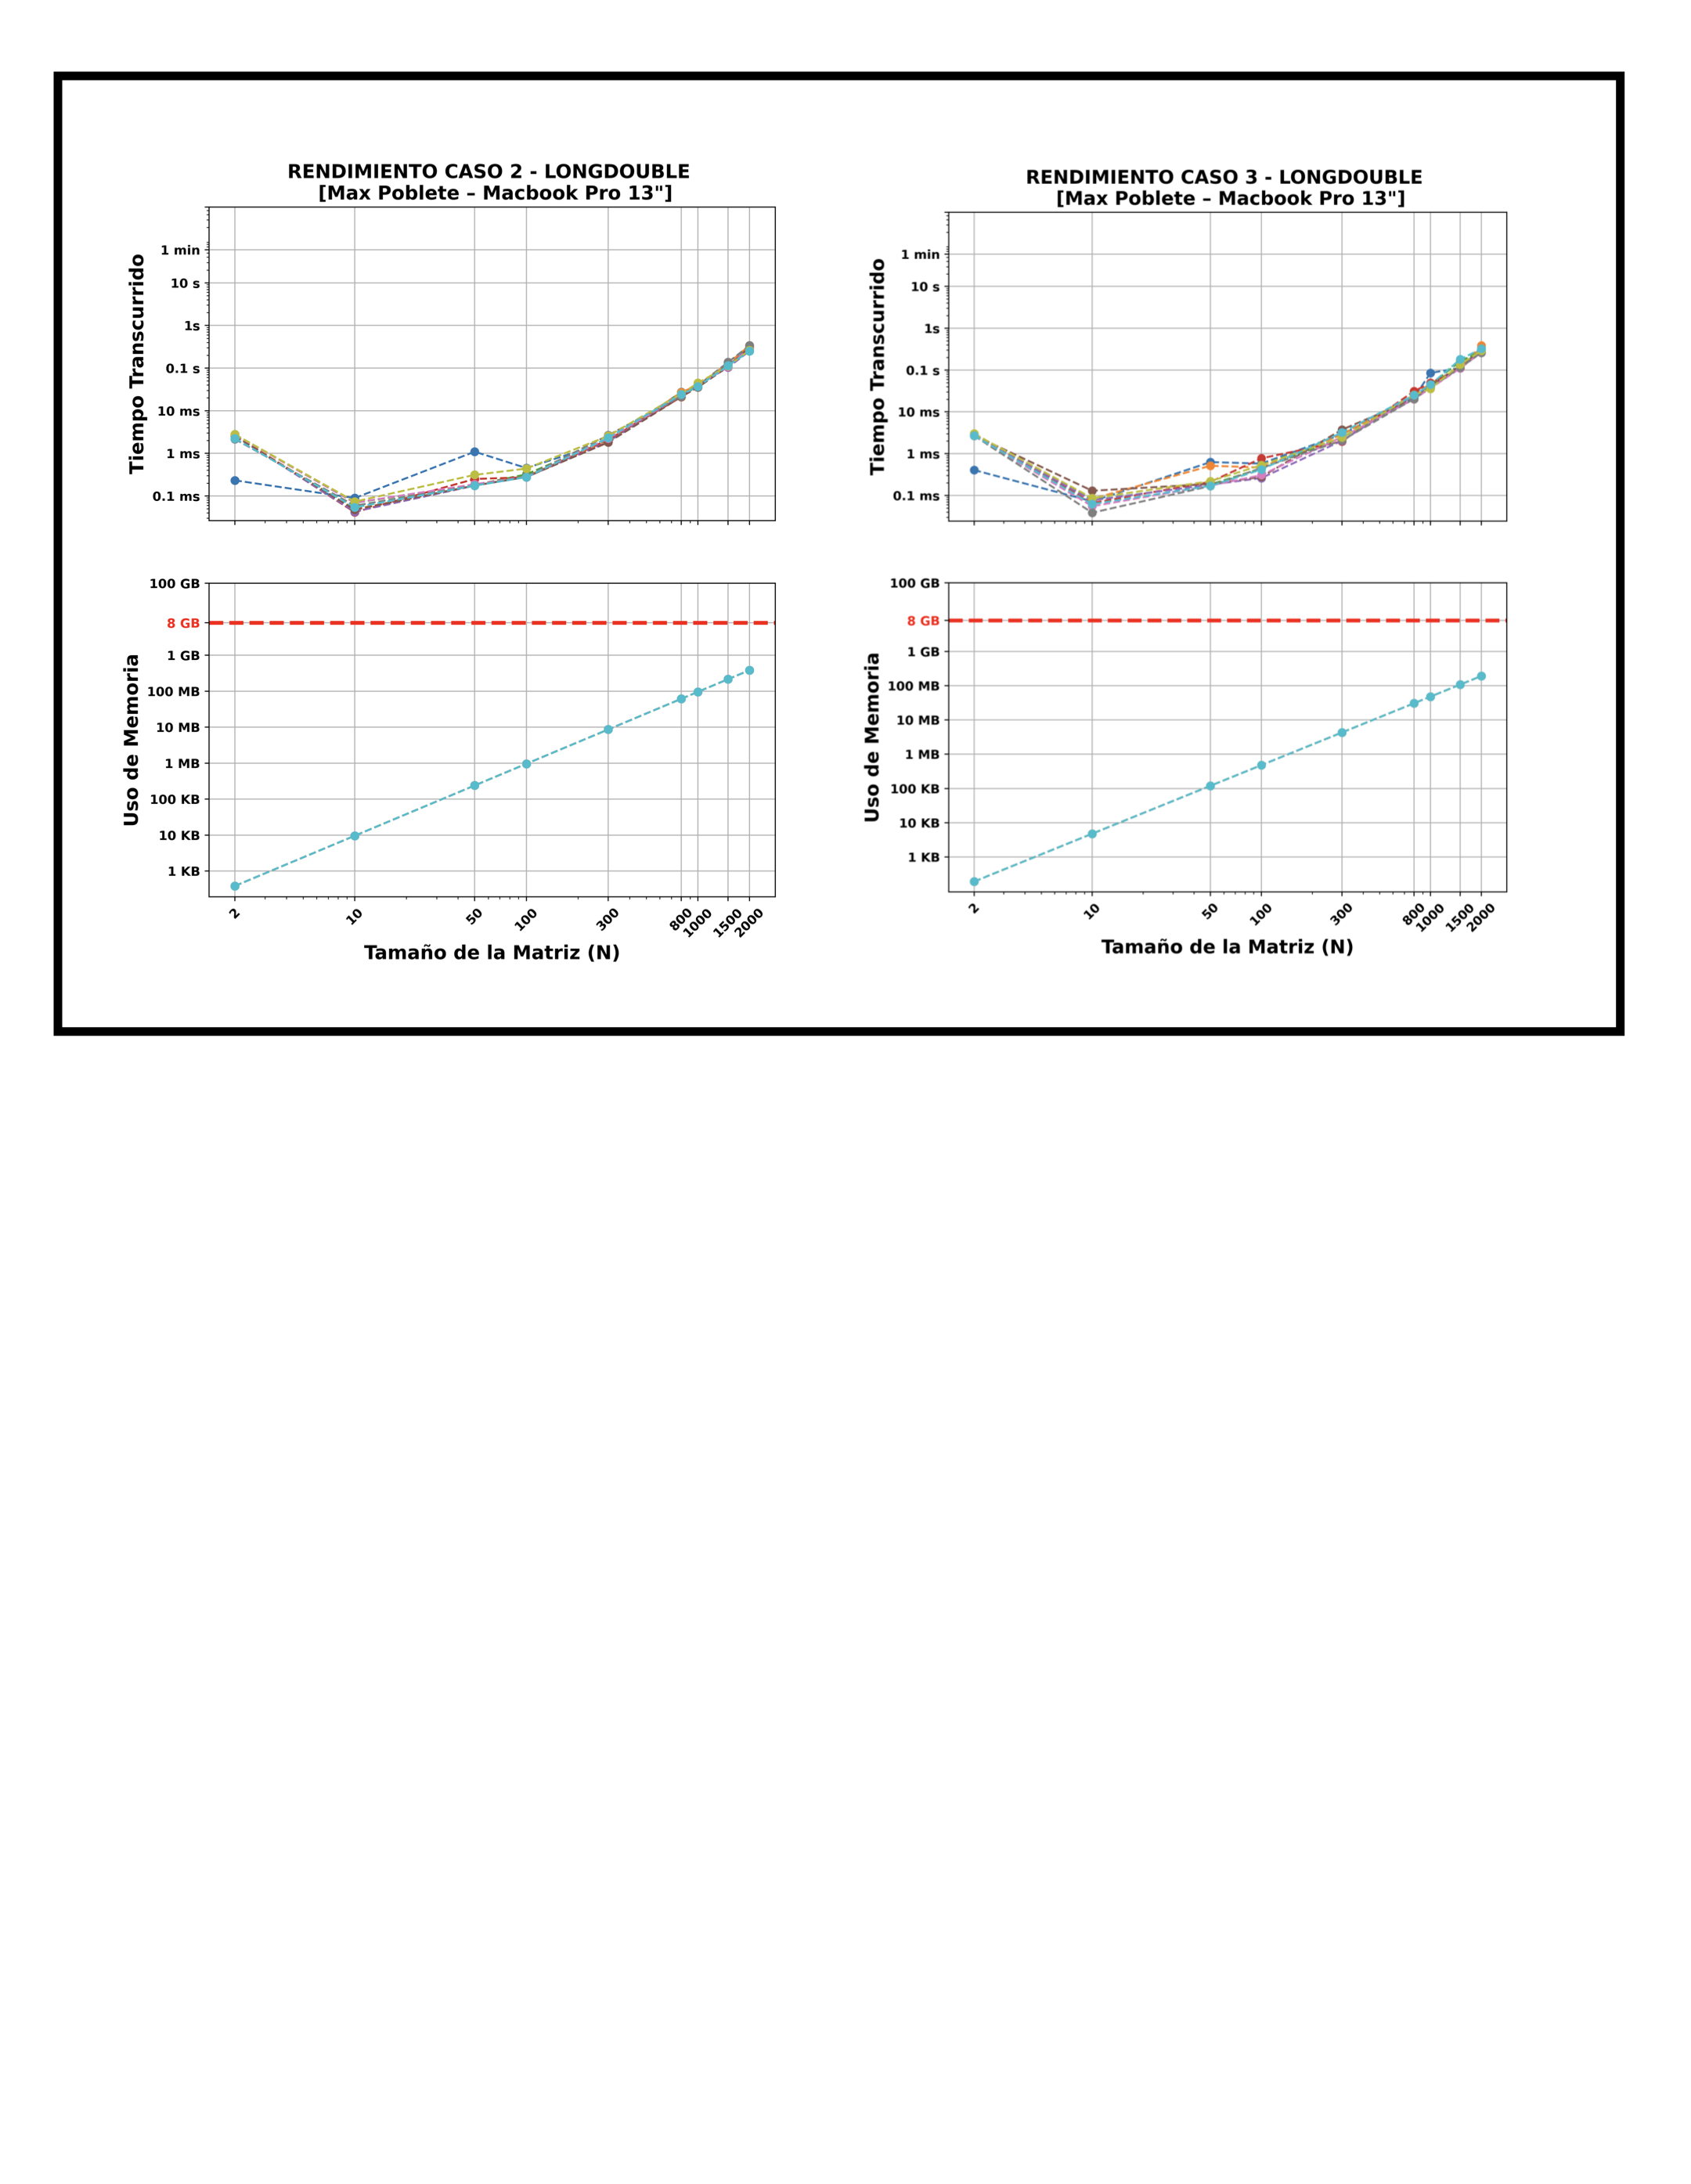 RENDIMIENTO CASO 2 - LONGDOUBLE
[Max Poblete – Macbook Pro 13"]
Tiempo Transcurrido
1 min
10 s
1s
0.1 s
10 ms
1 ms
0.1 ms
Uso de Memoria
100 GB
8 GB
1 GB
100 MB
10 MB
1 MB
100 KB
10 KB
1 KB
2
10
50
100
300
800
1000
1500
2000
Tamaño de la Matriz (N)
RENDIMIENTO CASO 3 - LONGDOUBLE
[Max Poblete – Macbook Pro 13"]
Tiempo Transcurrido
1 min
10 s
1s
0.1 s
10 ms
1 ms
0.1 ms
Uso de Memoria
100 GB
8 GB
1 GB
100 MB
10 MB
1 MB
100 KB
10 KB
1 KB
2
10
50
100
300
800
1000
1500
2000
Tamaño de la Matriz (N)